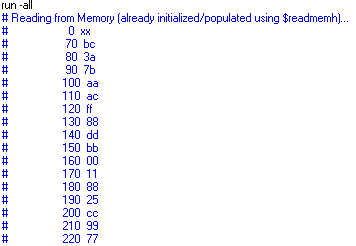 run -all
# Reading from Memory (already initialized/populated using $readmemh)...
# 0 xx
# 70 bc
# 80 3a
# 90 7b
# 100 aa
# 110 ac
# 120 ff
# 130 88
# 140 dd
# 150 bb
# 160 00
# 170 11
# 180 88
# 190 25
# 200 cc
# 210 99
# 220 77